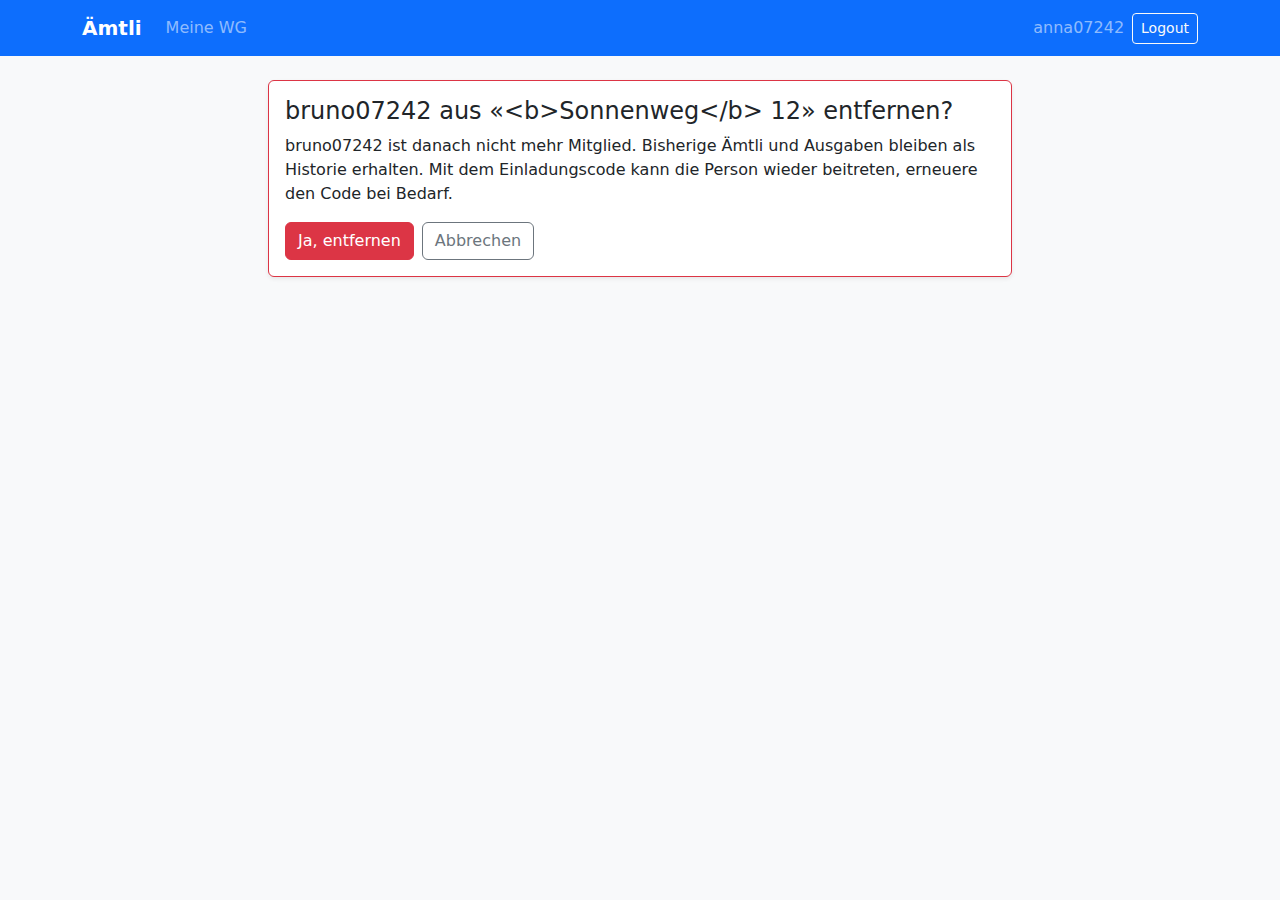 Ämtli Meine WG anna07242 Logout
bruno07242 aus «<b>Sonnenweg</b> 12» entfernen?
bruno07242 ist danach nicht mehr Mitglied. Bisherige Ämtli und Ausgaben bleiben als
Historie erhalten. Mit dem Einladungscode kann die Person wieder beitreten, erneuere
den Code bei Bedarf.
Ja, entfernen Abbrechen